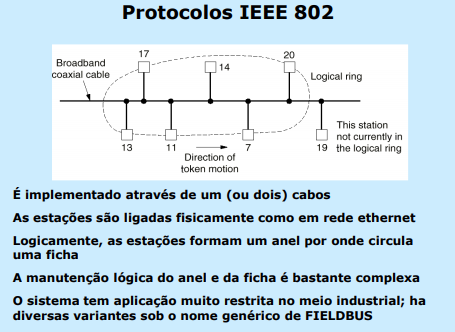 Protocolos IEEE 802
Broadband
coaxial cable
17
14
20
Logical ring
13
11
Direction of
token motion
7
19
This station
not currently in
the logical ring
É implementado através de um (ou dois) cabos
As estações são ligadas fisicamente como em rede ethernet
Logicamente, as estações formam um anel por onde circula
uma ficha
A manutenção lógica do anel e da ficha é bastante complexa
O sistema tem aplicação muito restrita no meio industrial; ha
diversas variantes sob o nome genérico de FIELDBUS